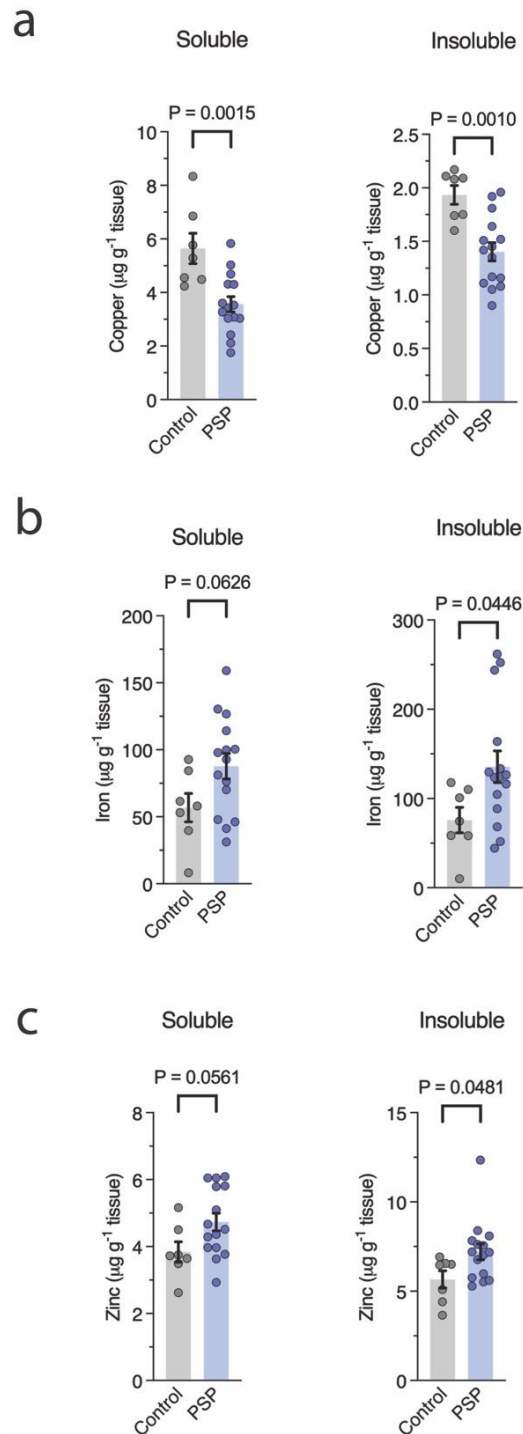 a
Soluble
Insoluble
P = 0.0015
P = 0.0010
Copper (µg g⁻¹ tissue)
10
8
6
4
2
0
Control
PSP
Copper (µg g⁻¹ tissue)
2.5
2.0
1.5
1.0
0.5
0.0
Control
PSP
b
Soluble
Insoluble
P = 0.0626
P = 0.0446
Iron (µg g⁻¹ tissue)
200
150
100
50
0
Control
PSP
Iron (µg g⁻¹ tissue)
300
200
100
0
Control
PSP
c
Soluble
Insoluble
P = 0.0561
P = 0.0481
Zinc (µg g⁻¹ tissue)
8
6
4
2
0
Control
PSP
Zinc (µg g⁻¹ tissue)
15
10
5
0
Control
PSP